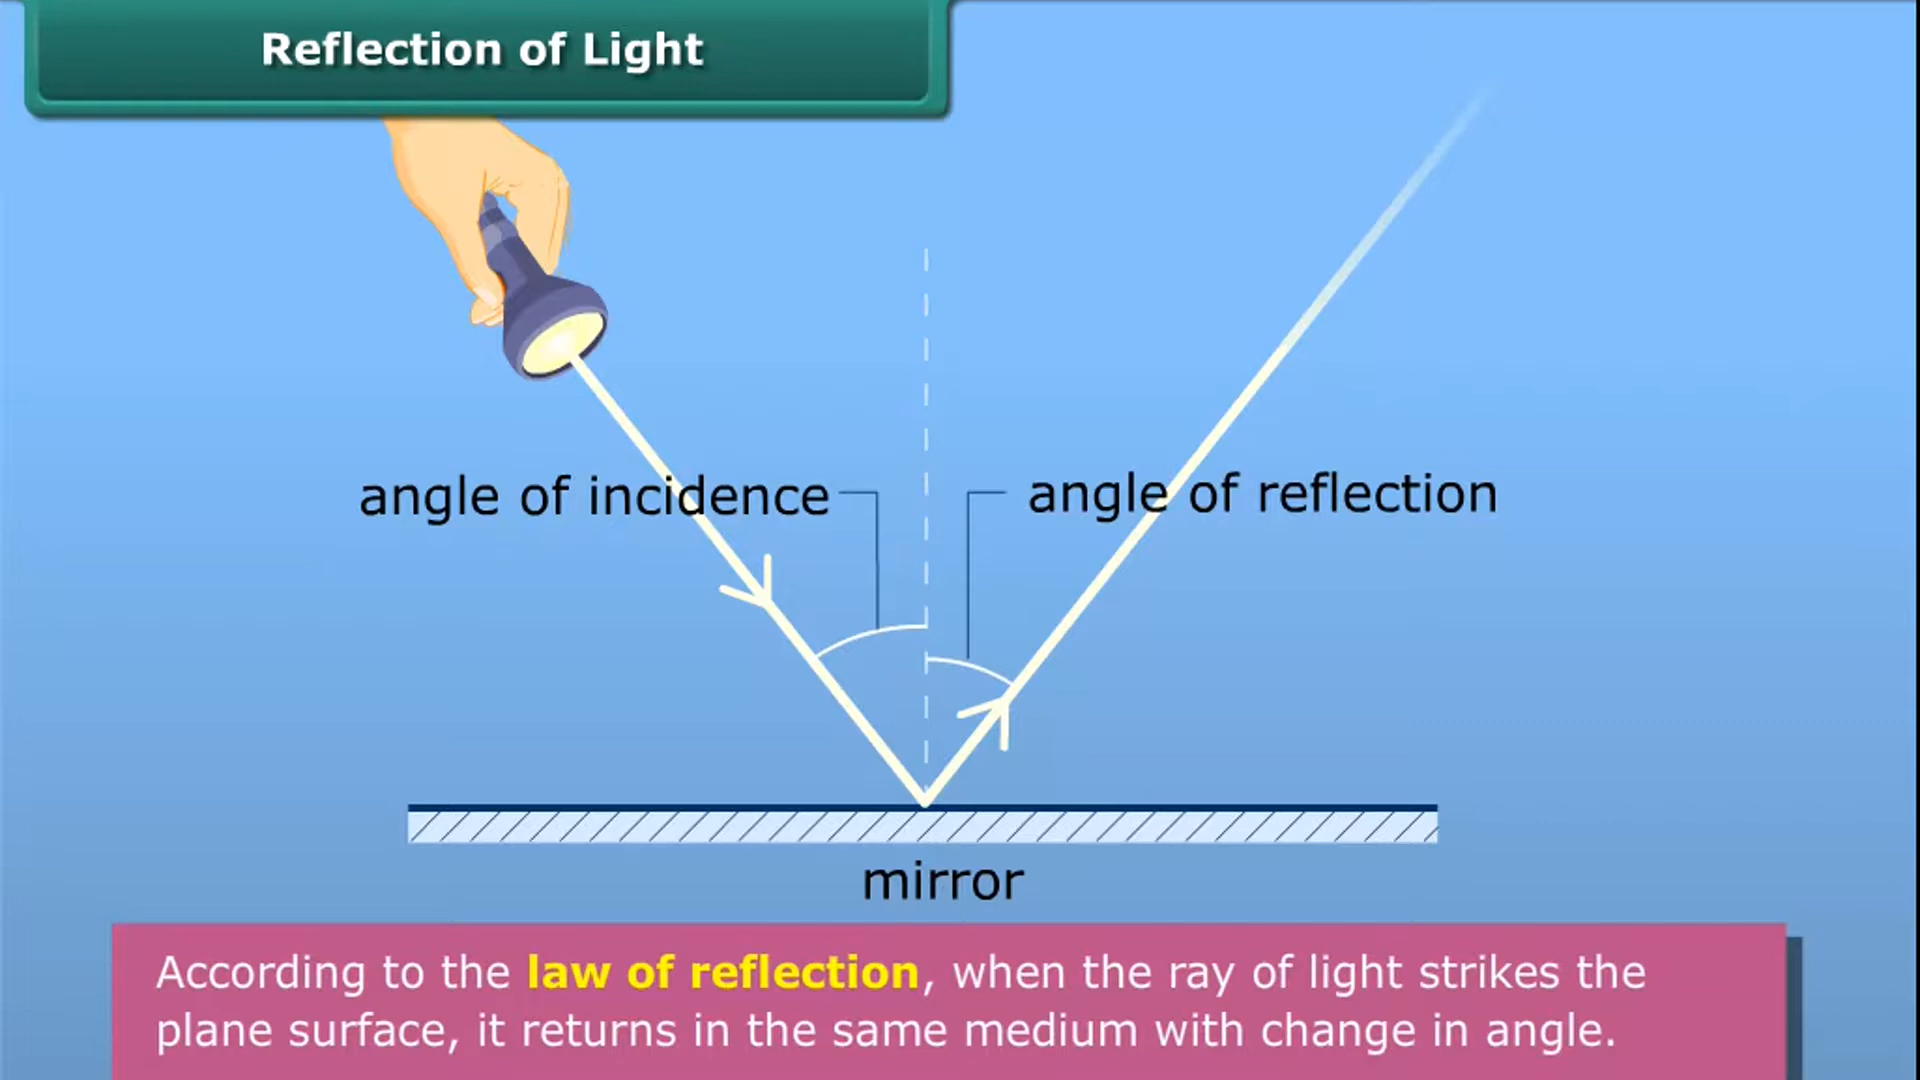 Reflection of Light
angle of incidence
angle of reflection
mirror
According to the law of reflection, when the ray of light strikes the
plane surface, it returns in the same medium with change in angle.